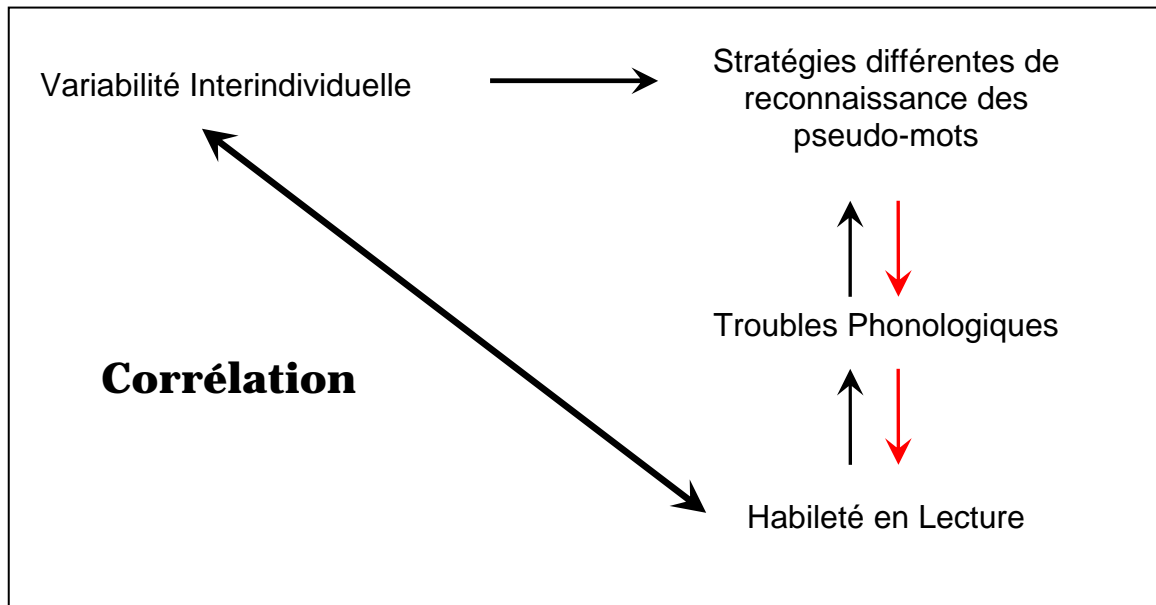 Variabilité Interindividuelle
Stratégies différentes de
reconnaissance des
pseudo-mots
Troubles Phonologiques
Corrélation
Habileté en Lecture